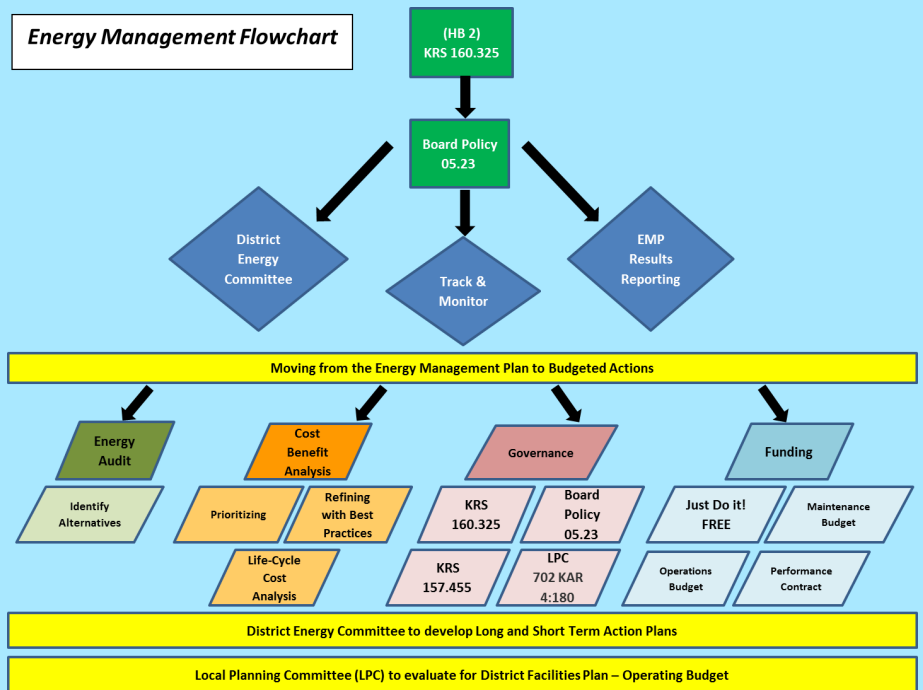 Energy Management Flowchart
(HB 2)
KRS 160.325
Board Policy
05.23
District
Energy
Committee
Track &
Monitor
EMP
Results
Reporting
Moving from the Energy Management Plan to Budgeted Actions
Energy
Audit
Cost
Benefit
Analysis
Governance
Funding
Identify
Alternatives
Prioritizing
Refining
with Best
Practices
KRS
160.325
Board
Policy
05.23
Just Do it!
FREE
Maintenance
Budget
Life-Cycle
Cost
Analysis
KRS
157.455
LPC
702 KAR
4:180
Operations
Budget
Performance
Contract
District Energy Committee to develop Long and Short Term Action Plans
Local Planning Committee (LPC) to evaluate for District Facilities Plan – Operating Budget